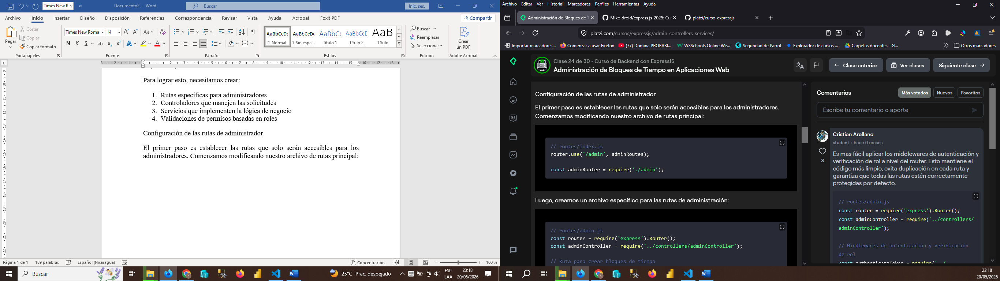 Times New R
Documento2 - Word
Buscar
Inic. ses.
Archivo
Inicio
Insertar
Diseño
Disposición
Referencias
Correspondencia
Revisar
Vista
Ayuda
Acrobat
Foxit PDF
Compartir
Pegar
Cortar
Copiar
Copiar formato
Portapapeles
Times New Roma
14
Fuente
Párrafo
AaBbCcDc
¶ Normal
AaBbCcDc
¶ Sin espa...
AaBbCc
Título 1
AaBbCcD
Título 2
AaB
Título
Estilos
Buscar
Reemplazar
Seleccionar
Edición
Crear
un PDF
Adobe Acrobat
Para lograr esto, necesitamos crear:
1. Rutas específicas para administradores
2. Controladores que manejen las solicitudes
3. Servicios que implementen la lógica de negocio
4. Validaciones de permisos basadas en roles
Configuración de las rutas de administrador
El primer paso es establecer las rutas que solo serán accesibles para los
administradores. Comenzamos modificando nuestro archivo de rutas principal:
Página 1 de 1
189 palabras
Español (Nicaragua)
Concentración
100 %
Buscar
25°C Prac. despejado
ESP
LAA
23:18
20/05/2026
Archivo Editar Ver Historial Marcadores Perfiles Herramientas Ayuda
Administración de Bloques de T
Mike-droid/express.js-2025: Cur
platzi/curso-expressjs
platzi.com/cursos/expressjs/admin-controllers-services/
Importar marcadores...
Comenzar a usar Firefox
(77) Domina PROBABI...
W3Schools Online We...
Seguridad de Parrot
Explorador de cursos ...
Carpetas docentes - G...
Otros marcadores
Clase 24 de 30 • Curso de Backend con ExpressJS
Administración de Bloques de Tiempo en Aplicaciones Web
Clase anterior
Ver clases
Siguiente clase
Configuración de las rutas de administrador
El primer paso es establecer las rutas que solo serán accesibles para los administradores.
Comenzamos modificando nuestro archivo de rutas principal:
// routes/index.js
router.use('/admin', adminRoutes);
const adminRouter = require('./admin');
Luego, creamos un archivo específico para las rutas de administración:
// routes/admin.js
const router = require('express').Router();
const adminController = require('../controllers/adminController');
// Ruta para crear bloques de tiempo
Comentarios
Más votados
Nuevos
Favoritos
Escribe tu comentario o aporte
Cristian Arellano
student • hace 6 meses
3
Es mas fácil aplicar los middlewares de autenticación y
verificación de rol a nivel del router. Esto mantiene el
código más limpio, evita duplicación en cada ruta y
garantiza que todas las rutas estén correctamente
protegidas por defecto.
// routes/admin.js
const router = require('express').Router();
const adminController = require('../controllers/
adminController');
// Middlewares de autenticación y verificación
de rol
const authenticateToken = require('../
23:18
20/05/2026